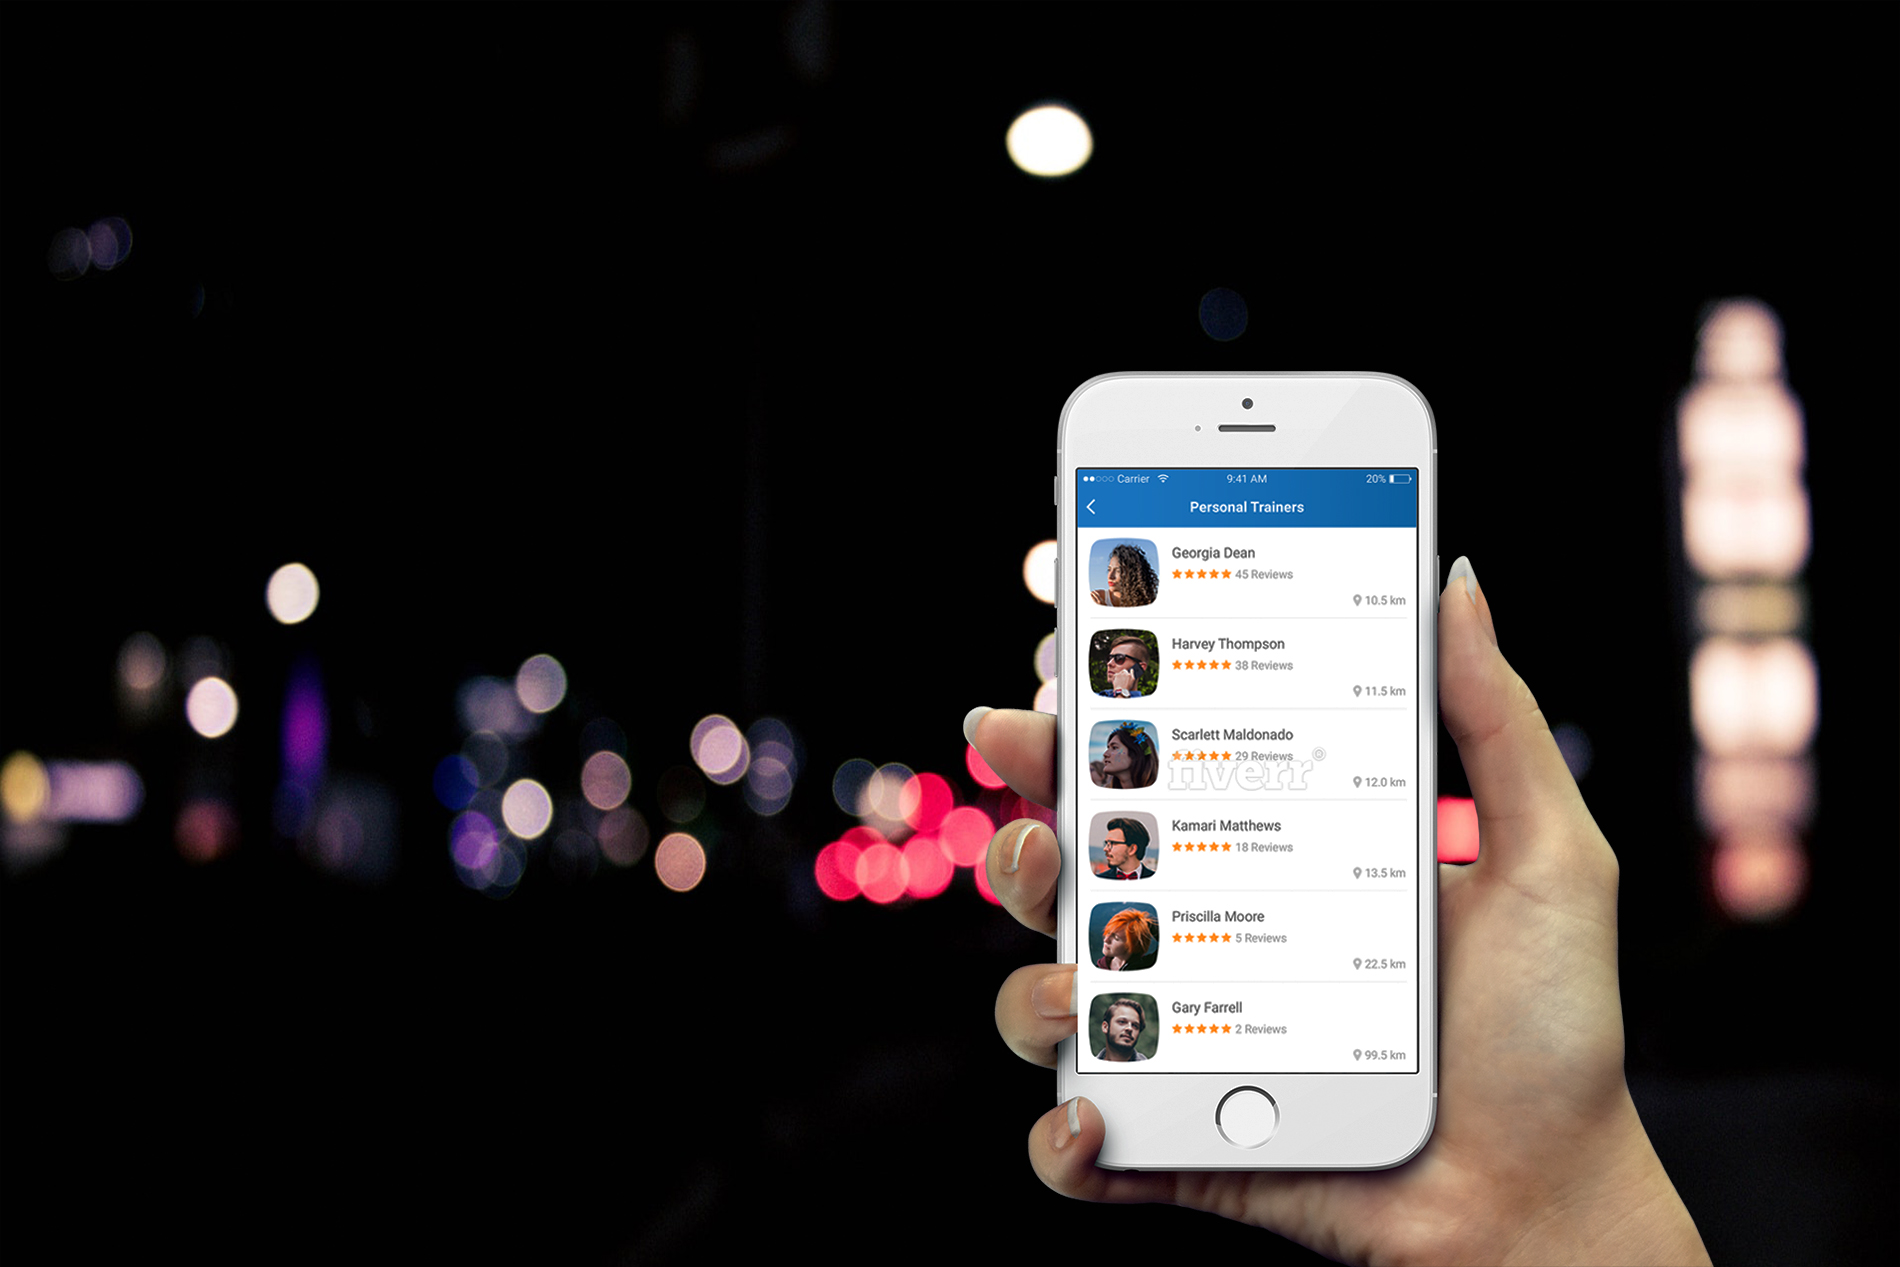 Carrier 9:41 AM 20%
Personal Trainers
Georgia Dean
45 Reviews
10.5 km
Harvey Thompson
38 Reviews
11.5 km
Scarlett Maldonado
29 Reviews
fiverr®
12.0 km
Kamari Matthews
18 Reviews
13.5 km
Priscilla Moore
5 Reviews
22.5 km
Gary Farrell
2 Reviews
99.5 km